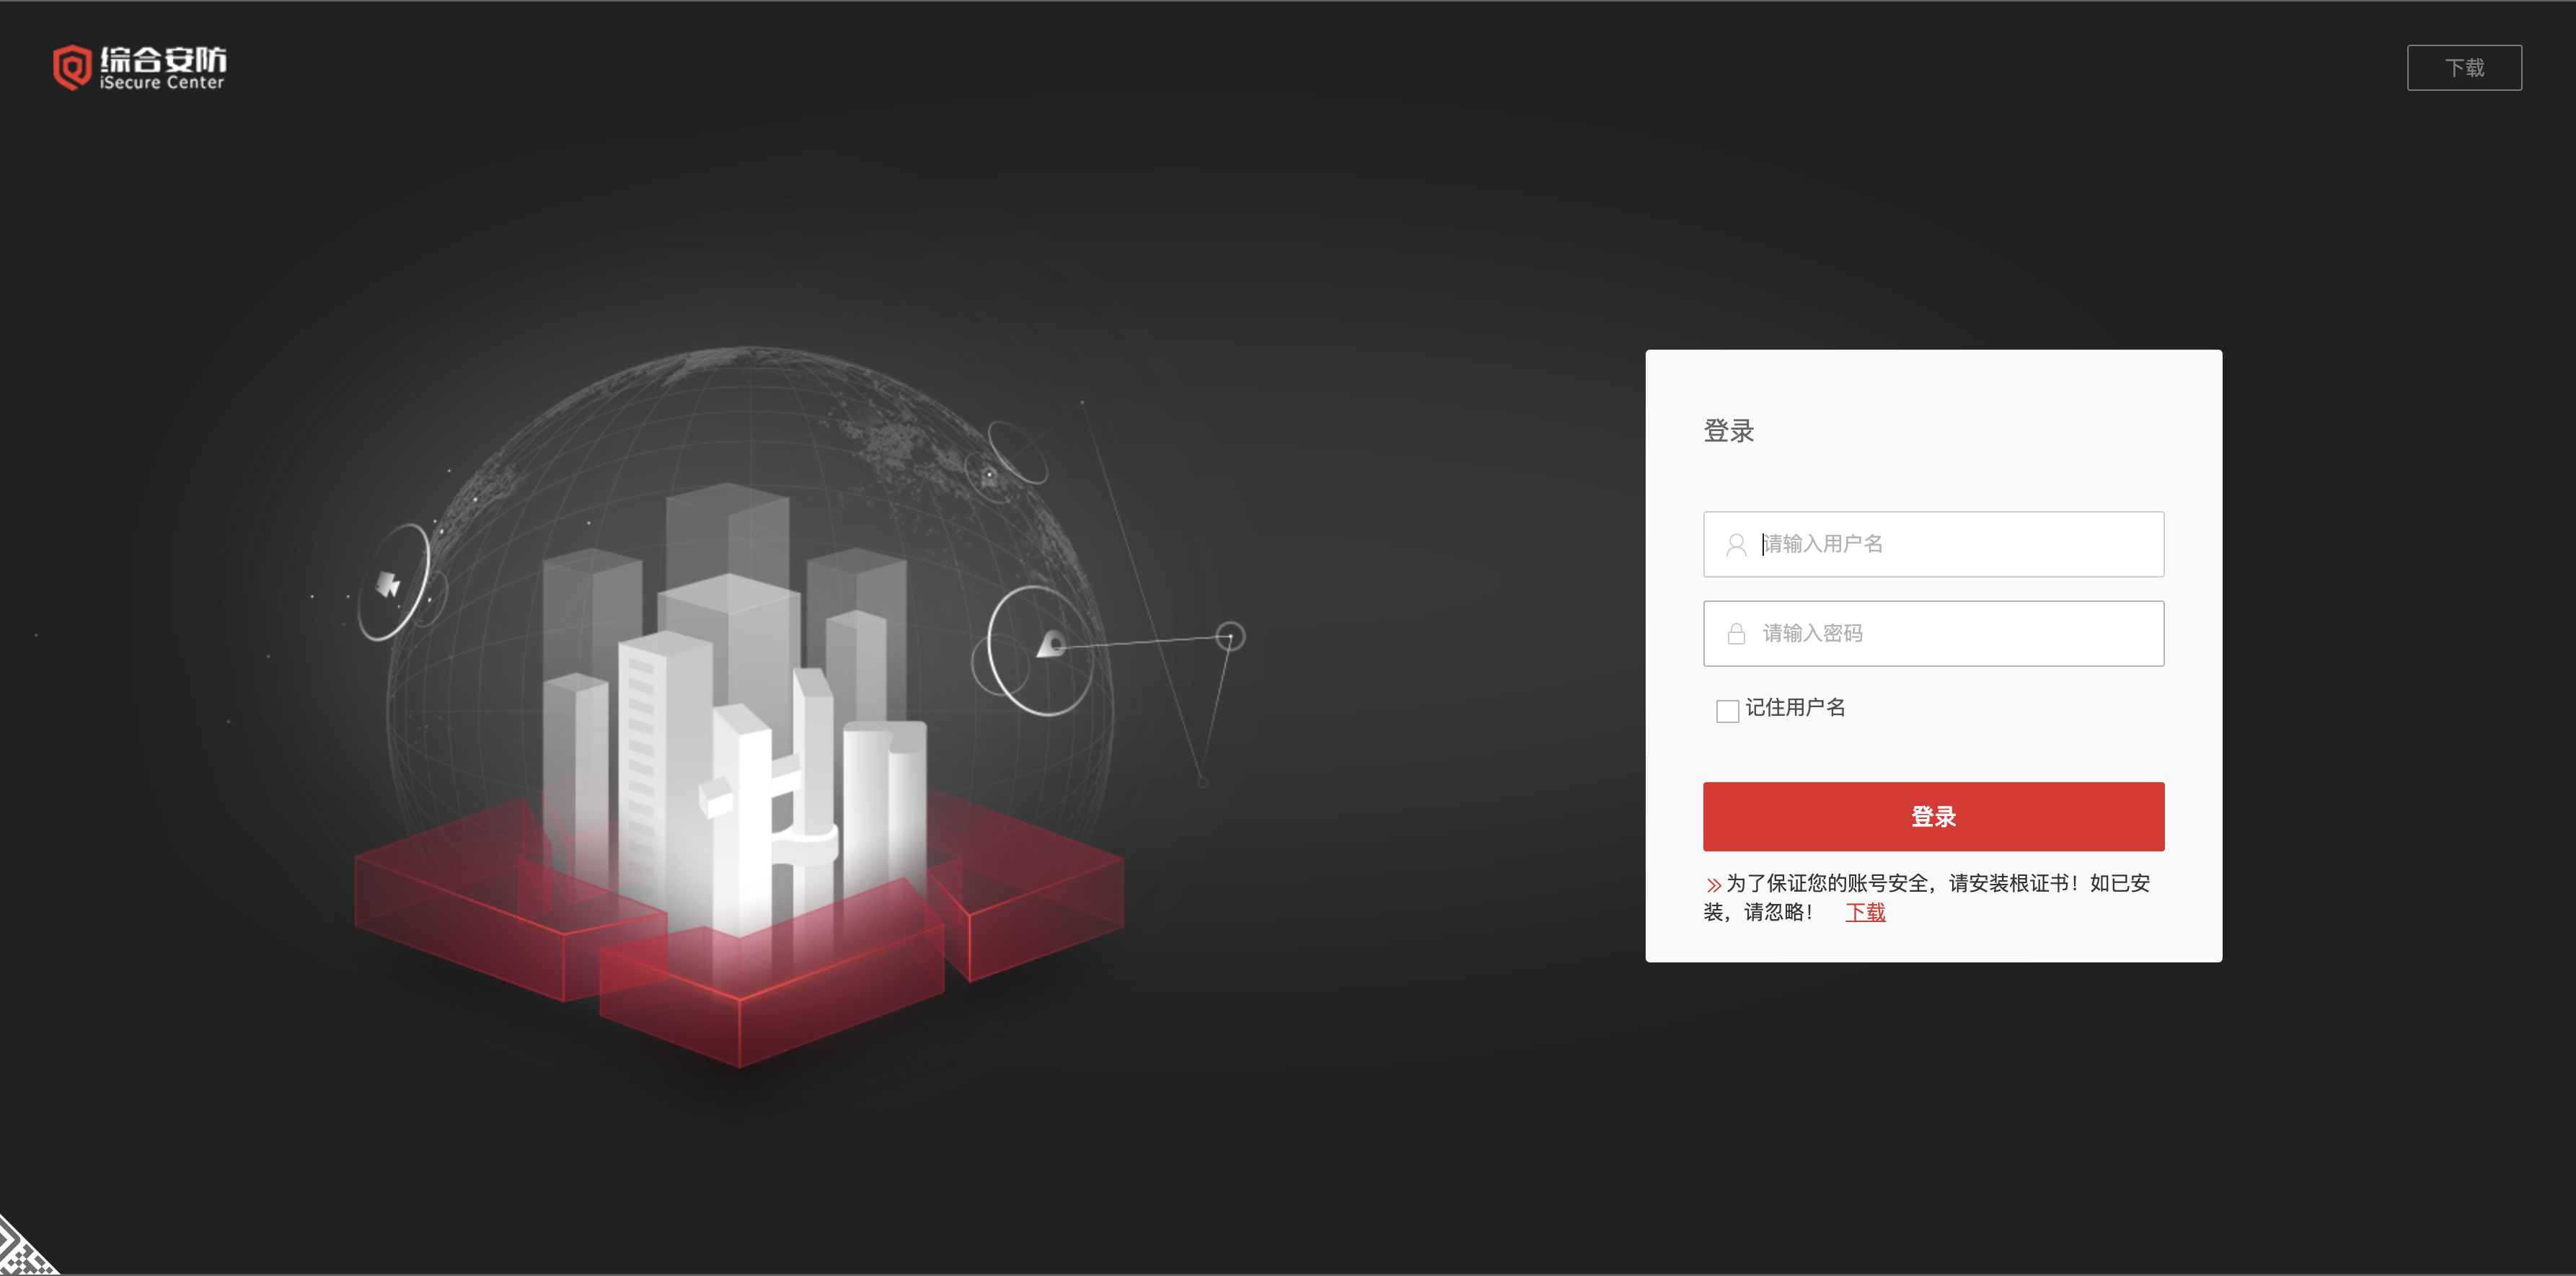 综合安防
iSecure Center
下载
登录
请输入用户名
请输入密码
记住用户名
登录
为了保证您的账号安全，请安装根证书！如已安
装，请忽略！ 下载